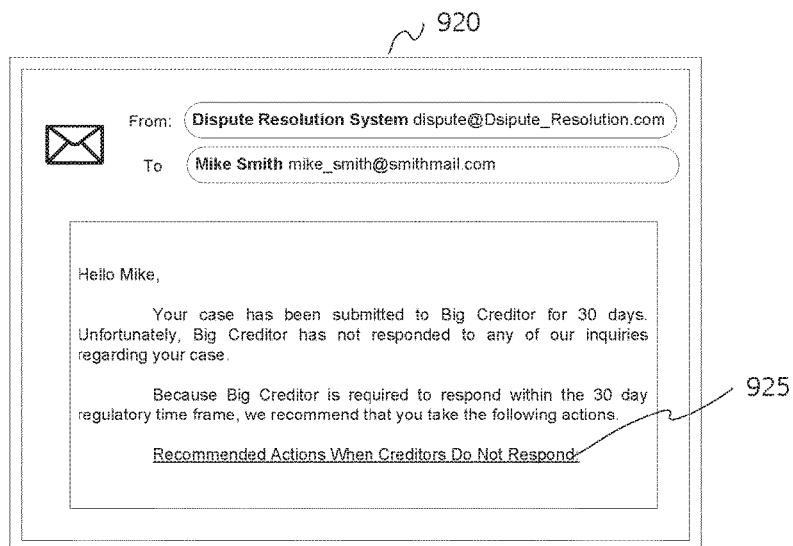 920
From: Dispute Resolution System dispute@Dsipute_Resolution.com
To Mike Smith mike_smith@smithmail.com
Hello Mike,
Your case has been submitted to Big Creditor for 30 days.
Unfortunately, Big Creditor has not responded to any of our inquiries
regarding your case.
Because Big Creditor is required to respond within the 30 day
regulatory time frame, we recommend that you take the following actions.
925
Recommended Actions When Creditors Do Not Respond.